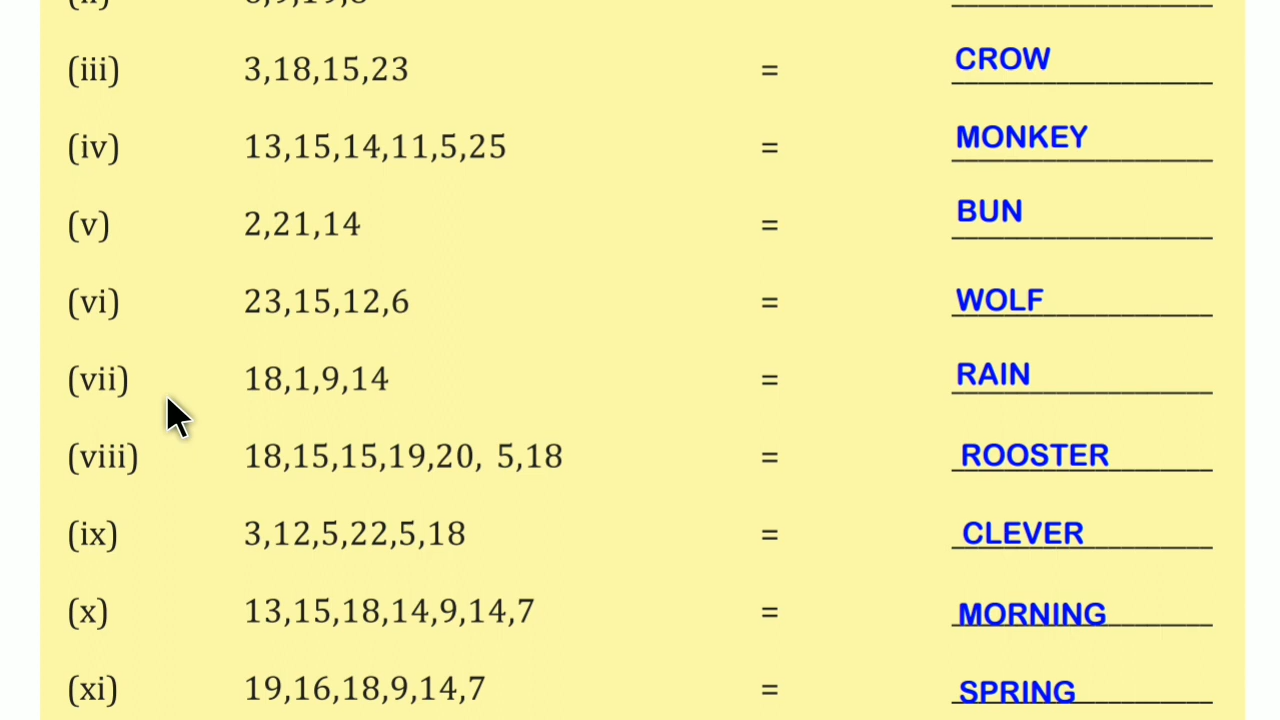 (iii) 3,18,15,23 = CROW
(iv) 13,15,14,11,5,25 = MONKEY
(v) 2,21,14 = BUN
(vi) 23,15,12,6 = WOLF
(vii) 18,1,9,14 = RAIN
(viii) 18,15,15,19,20, 5,18 = ROOSTER
(ix) 3,12,5,22,5,18 = CLEVER
(x) 13,15,18,14,9,14,7 = MORNING
(xi) 19,16,18,9,14,7 = SPRING